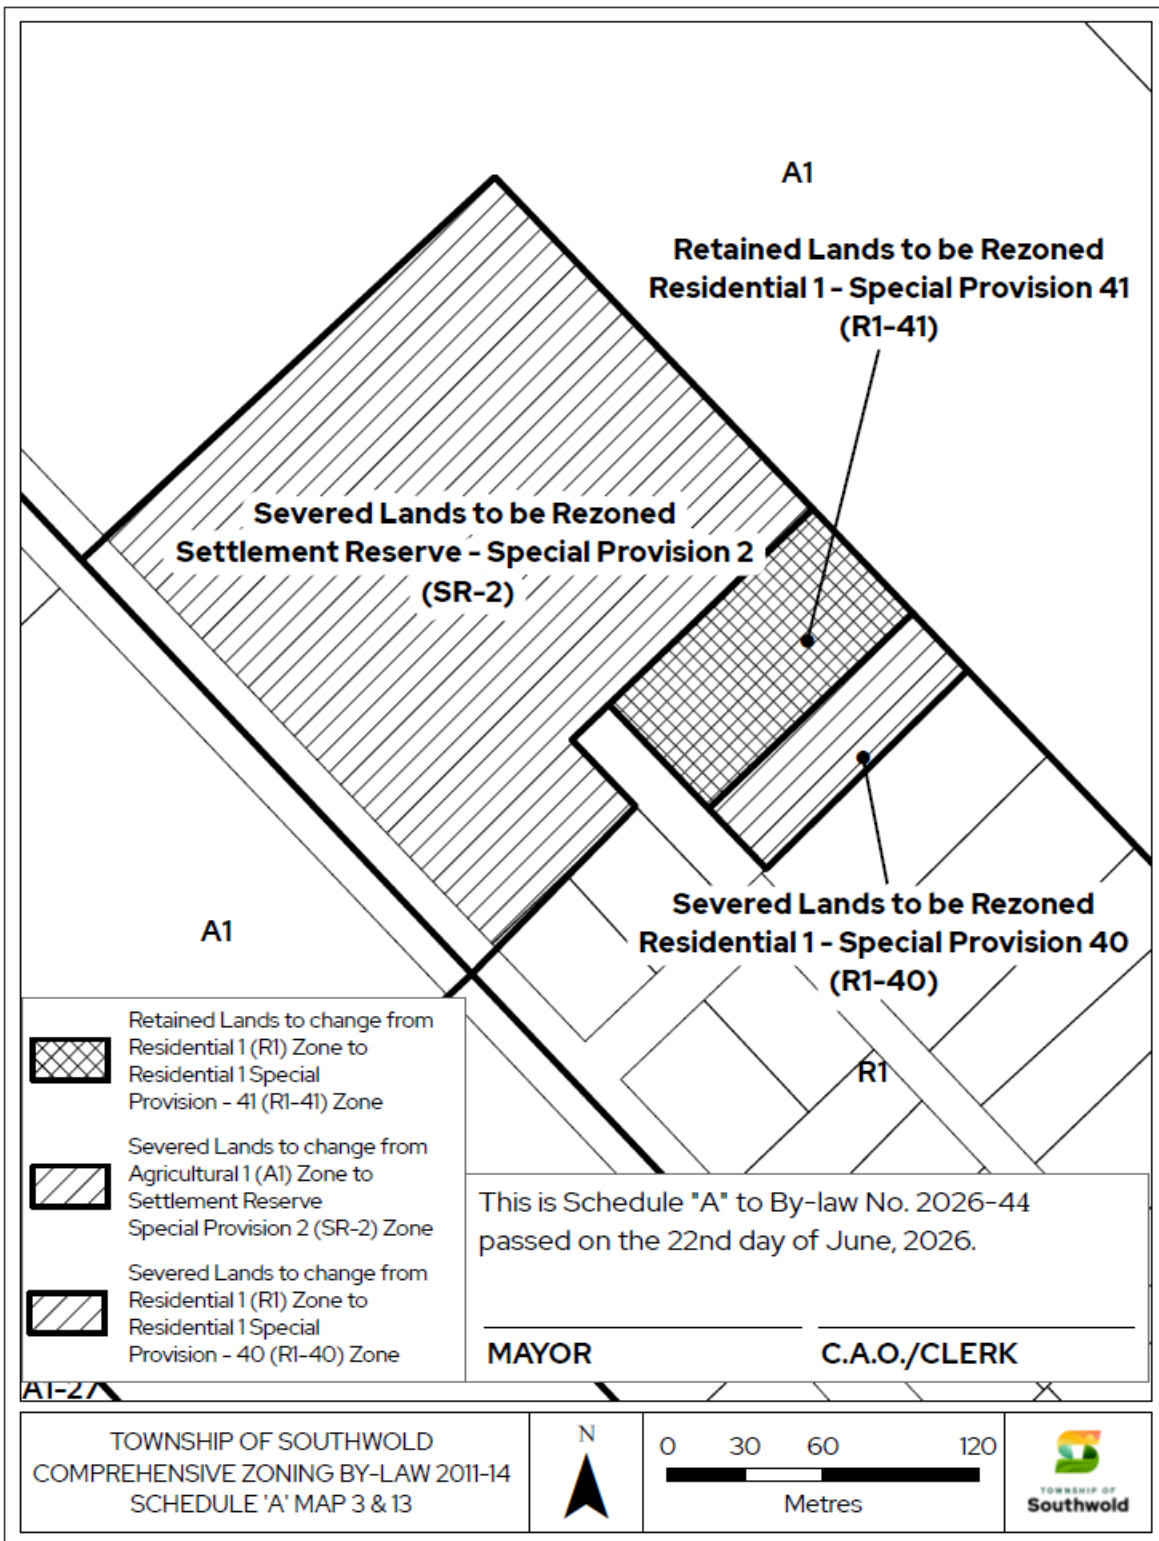 A1
Retained Lands to be Rezoned
Residential 1 - Special Provision 41
(R1-41)
Severed Lands to be Rezoned
Settlement Reserve - Special Provision 2
(SR-2)
A1
Severed Lands to be Rezoned
Residential 1 - Special Provision 40
(R1-40)
R1
Retained Lands to change from
Residential 1 (R1) Zone to
Residential 1 Special
Provision - 41 (R1-41) Zone
Severed Lands to change from
Agricultural 1 (A1) Zone to
Settlement Reserve
Special Provision 2 (SR-2) Zone
Severed Lands to change from
Residential 1 (R1) Zone to
Residential 1 Special
Provision - 40 (R1-40) Zone
This is Schedule "A" to By-law No. 2026-44
passed on the 22nd day of June, 2026.
MAYOR
C.A.O./CLERK
A1-27
TOWNSHIP OF SOUTHWOLD
COMPREHENSIVE ZONING BY-LAW 2011-14
SCHEDULE 'A' MAP 3 & 13
N
0 30 60 120
Metres
TOWNSHIP OF
Southwold